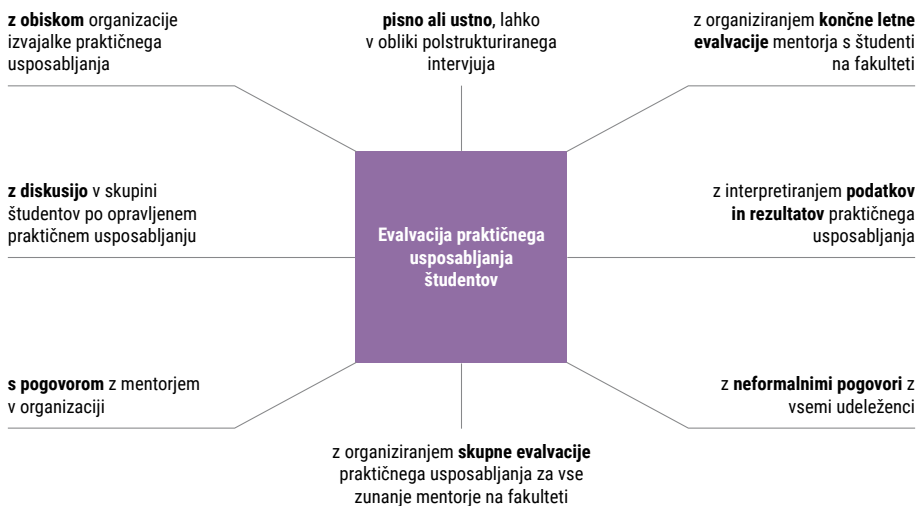 z obiskom organizacije
izvajalke praktičnega
usposabljanja
pisno ali ustno, lahko
v obliki polstrukturiranega
intervjuja
z organiziranjem končne letne
evalvacije mentorja s študenti
na fakulteti
z diskusijo v skupini
študentov po opravljenem
praktičnem usposabljanju
Evalvacija praktičnega
usposabljanja
študentov
z interpretiranjem podatkov
in rezultatov praktičnega
usposabljanja
s pogovorom z mentorjem
v organizaciji
z neformalnimi pogovori z
vsemi udeleženci
z organiziranjem skupne evalvacije
praktičnega usposabljanja za vse
zunanje mentorje na fakulteti